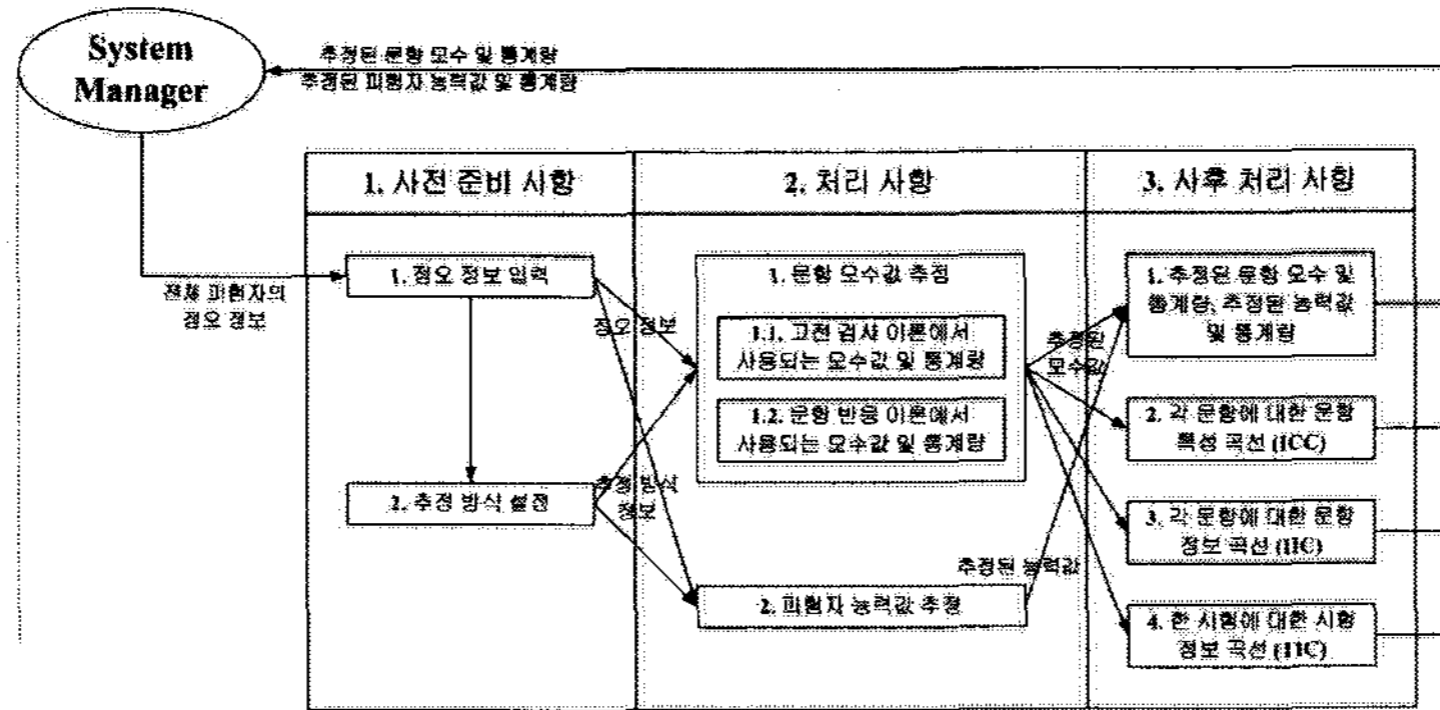 System
Manager
추정된 문항 모수 및 통계량
추정된 피험자 능력값 및 통계량
전체 피험자의
정오 정보
1. 사전 준비 사항
1. 정오 정보 입력
2. 추정 방식 설정
정오 정보
추정 방식
정보
2. 처리 사항
1. 문항 모수값 추정
1.1. 고전 검사 이론에서
사용되는 모수값 및 통계량
1.2. 문항 반응 이론에서
사용되는 모수값 및 통계량
2. 피험자 능력값 추정
추정된
모수값
추정된 능력값
3. 사후 처리 사항
1. 추정된 문항 모수 및
통계량, 추정된 능력값
및 통계량
2. 각 문항에 대한 문항
특성 곡선 (ICC)
3. 각 문항에 대한 문항
정보 곡선 (IIC)
4. 한 시험에 대한 시험
정보 곡선 (TIC)